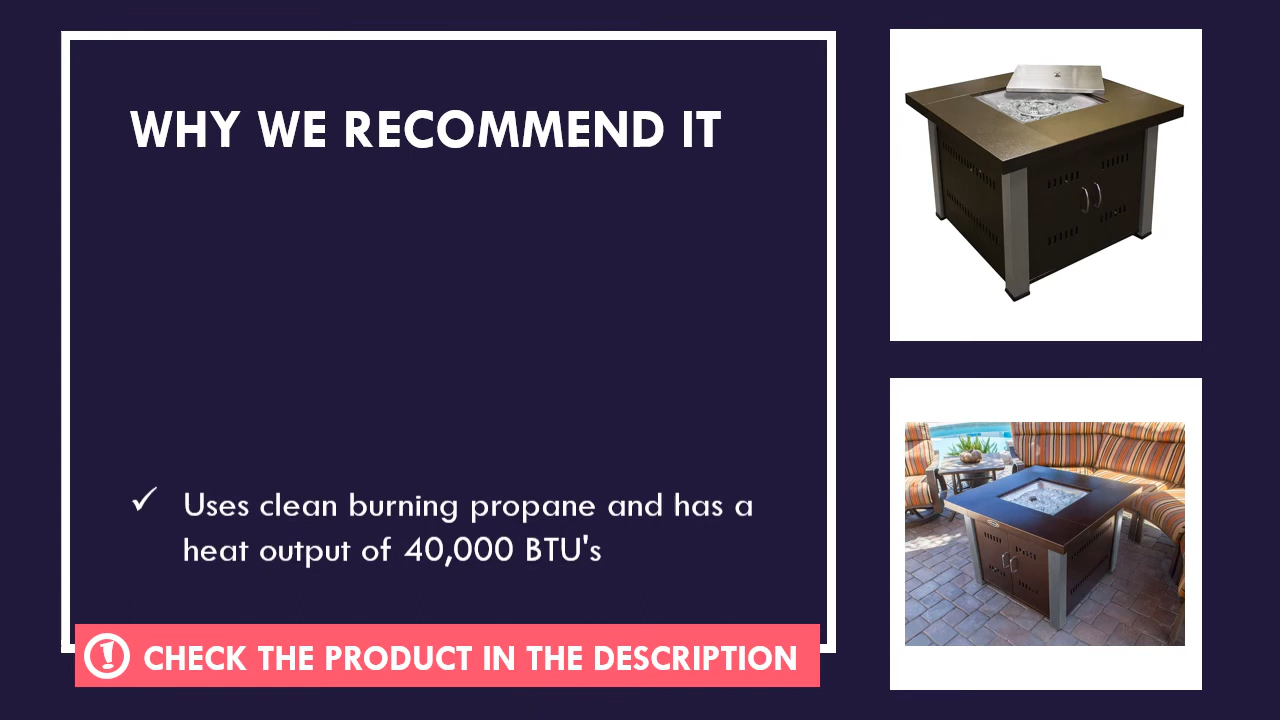 WHY WE RECOMMEND IT
✓ Uses clean burning propane and has a
heat output of 40,000 BTU's
CHECK THE PRODUCT IN THE DESCRIPTION